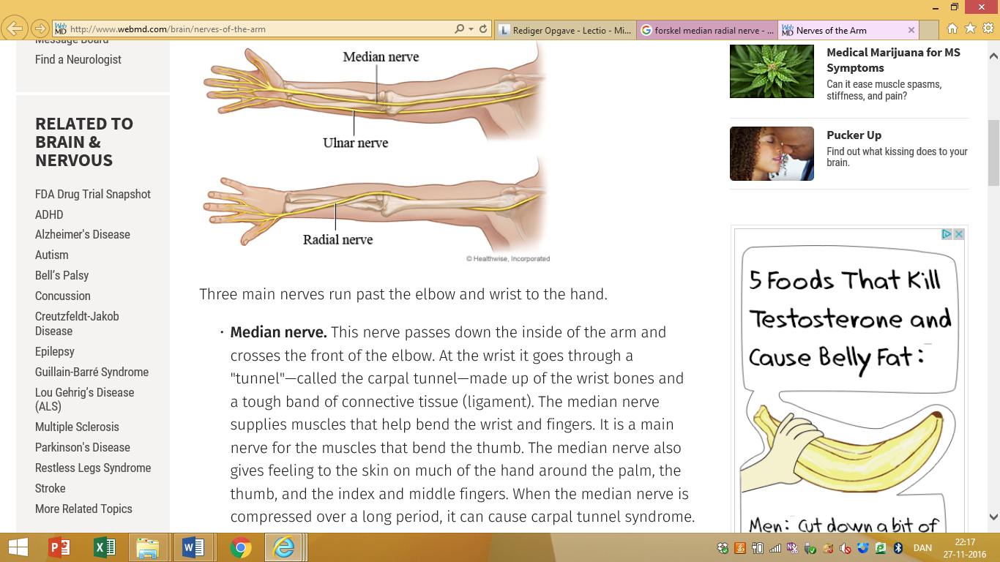 http://www.webmd.com/brain/nerves-of-the-arm
Rediger Opgave - Lectio - Mi...
forskel median radial nerve - ...
Nerves of the Arm
Message Board
Find a Neurologist
RELATED TO
BRAIN &
NERVOUS
FDA Drug Trial Snapshot
ADHD
Alzheimer's Disease
Autism
Bell's Palsy
Concussion
Creutzfeldt-Jakob
Disease
Epilepsy
Guillain-Barré Syndrome
Lou Gehrig's Disease
(ALS)
Multiple Sclerosis
Parkinson's Disease
Restless Legs Syndrome
Stroke
More Related Topics
Median nerve
Ulnar nerve
Radial nerve
© Healthwise, Incorporated
Three main nerves run past the elbow and wrist to the hand.
• Median nerve. This nerve passes down the inside of the arm and
crosses the front of the elbow. At the wrist it goes through a
"tunnel"—called the carpal tunnel—made up of the wrist bones and
a tough band of connective tissue (ligament). The median nerve
supplies muscles that help bend the wrist and fingers. It is a main
nerve for the muscles that bend the thumb. The median nerve also
gives feeling to the skin on much of the hand around the palm, the
thumb, and the index and middle fingers. When the median nerve is
compressed over a long period, it can cause carpal tunnel syndrome.
Medical Marijuana for MS
Symptoms
Can it ease muscle spasms,
stiffness, and pain?
Pucker Up
Find out what kissing does to your
brain.
5 Foods That Kill
Testosterone and
Cause Belly Fat:
Men: Cut down a bit of
DAN
22:17
27-11-2016